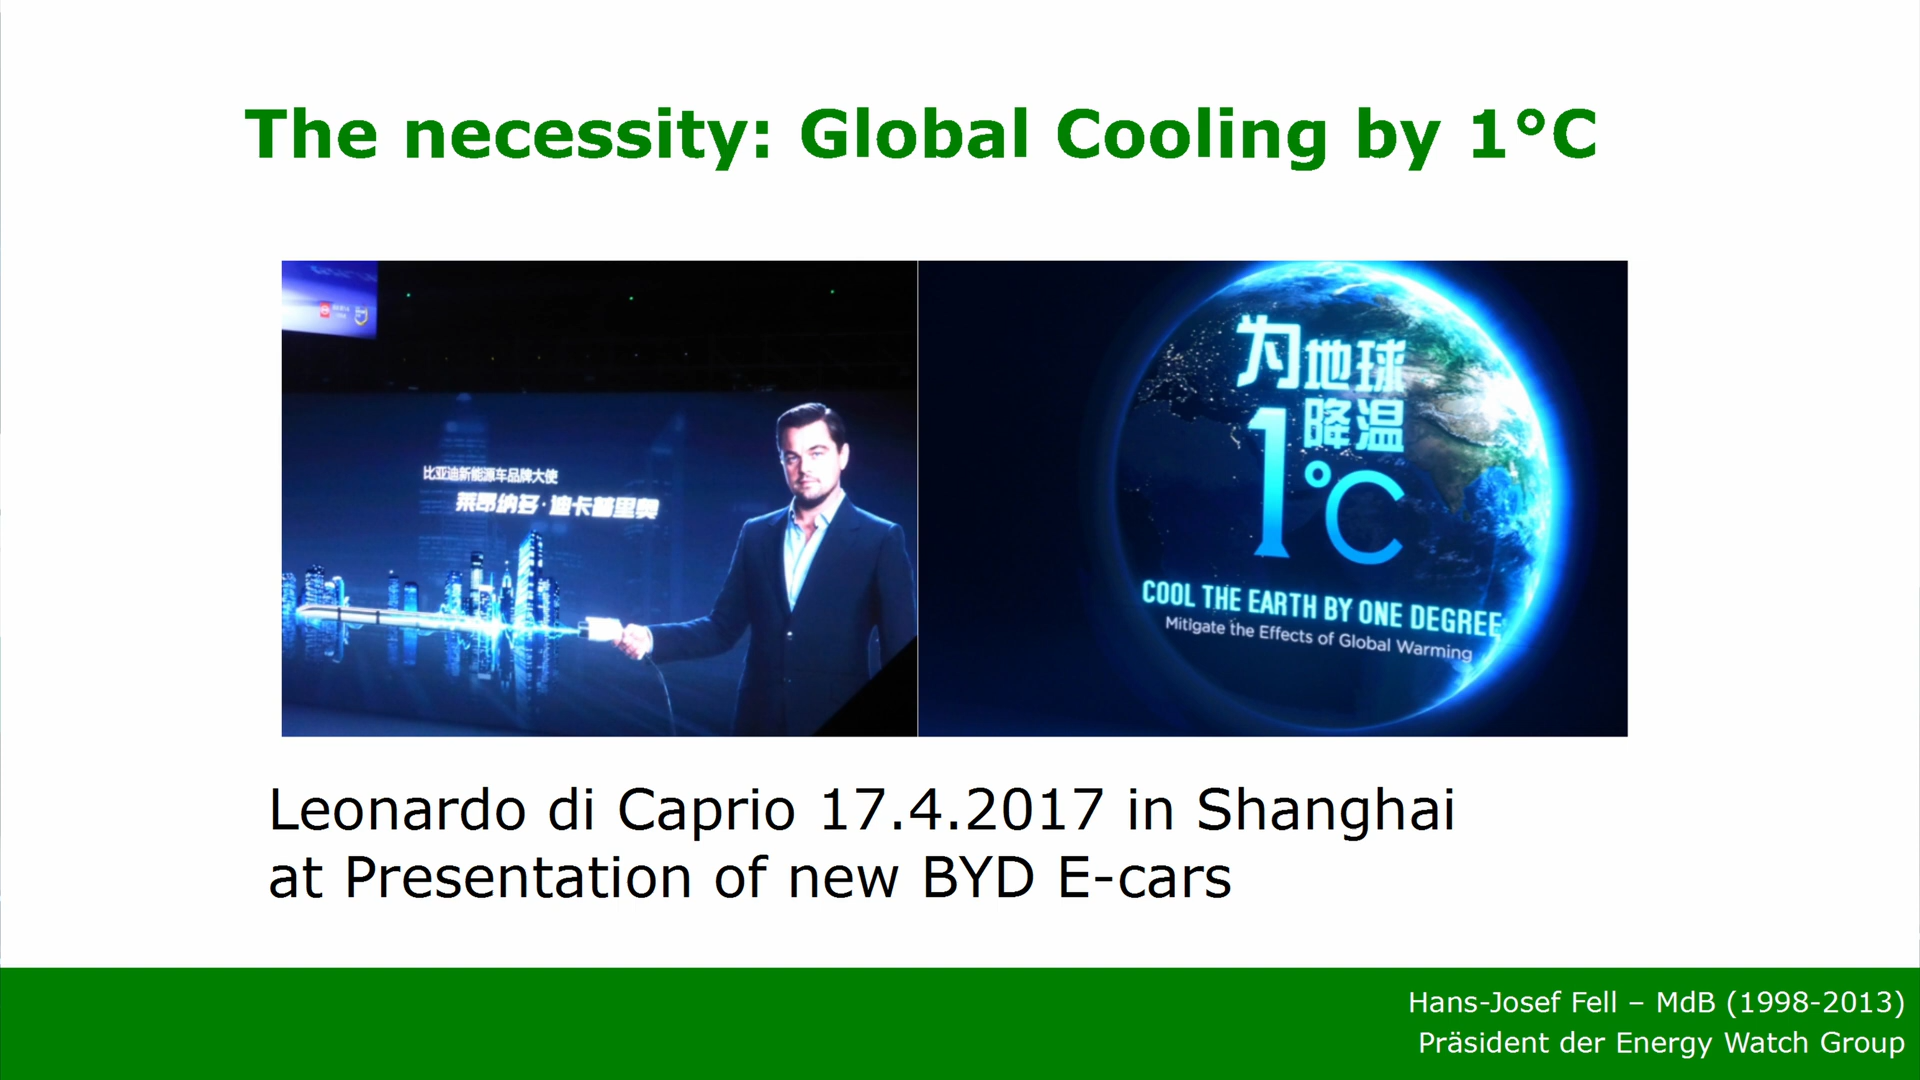 The necessity: Global Cooling by 1°C
比亚迪新能源车品牌大使
莱昂纳多·迪卡普里奥
为地球
降温
1°C
COOL THE EARTH BY ONE DEGREE
Mitigate the Effects of Global Warming
Leonardo di Caprio 17.4.2017 in Shanghai
at Presentation of new BYD E-cars
Hans-Josef Fell – MdB (1998-2013)
Präsident der Energy Watch Group